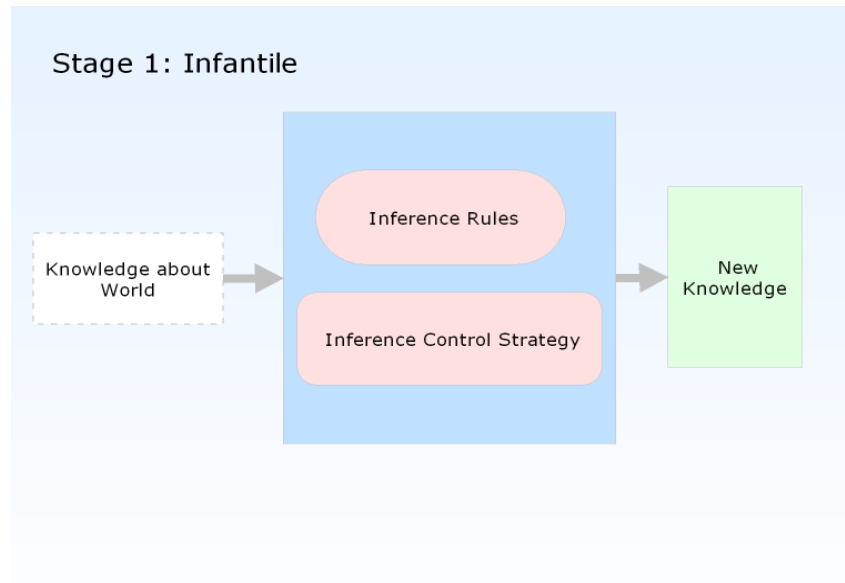 Stage 1: Infantile
Inference Rules
Knowledge about
World
Inference Control Strategy
New
Knowledge